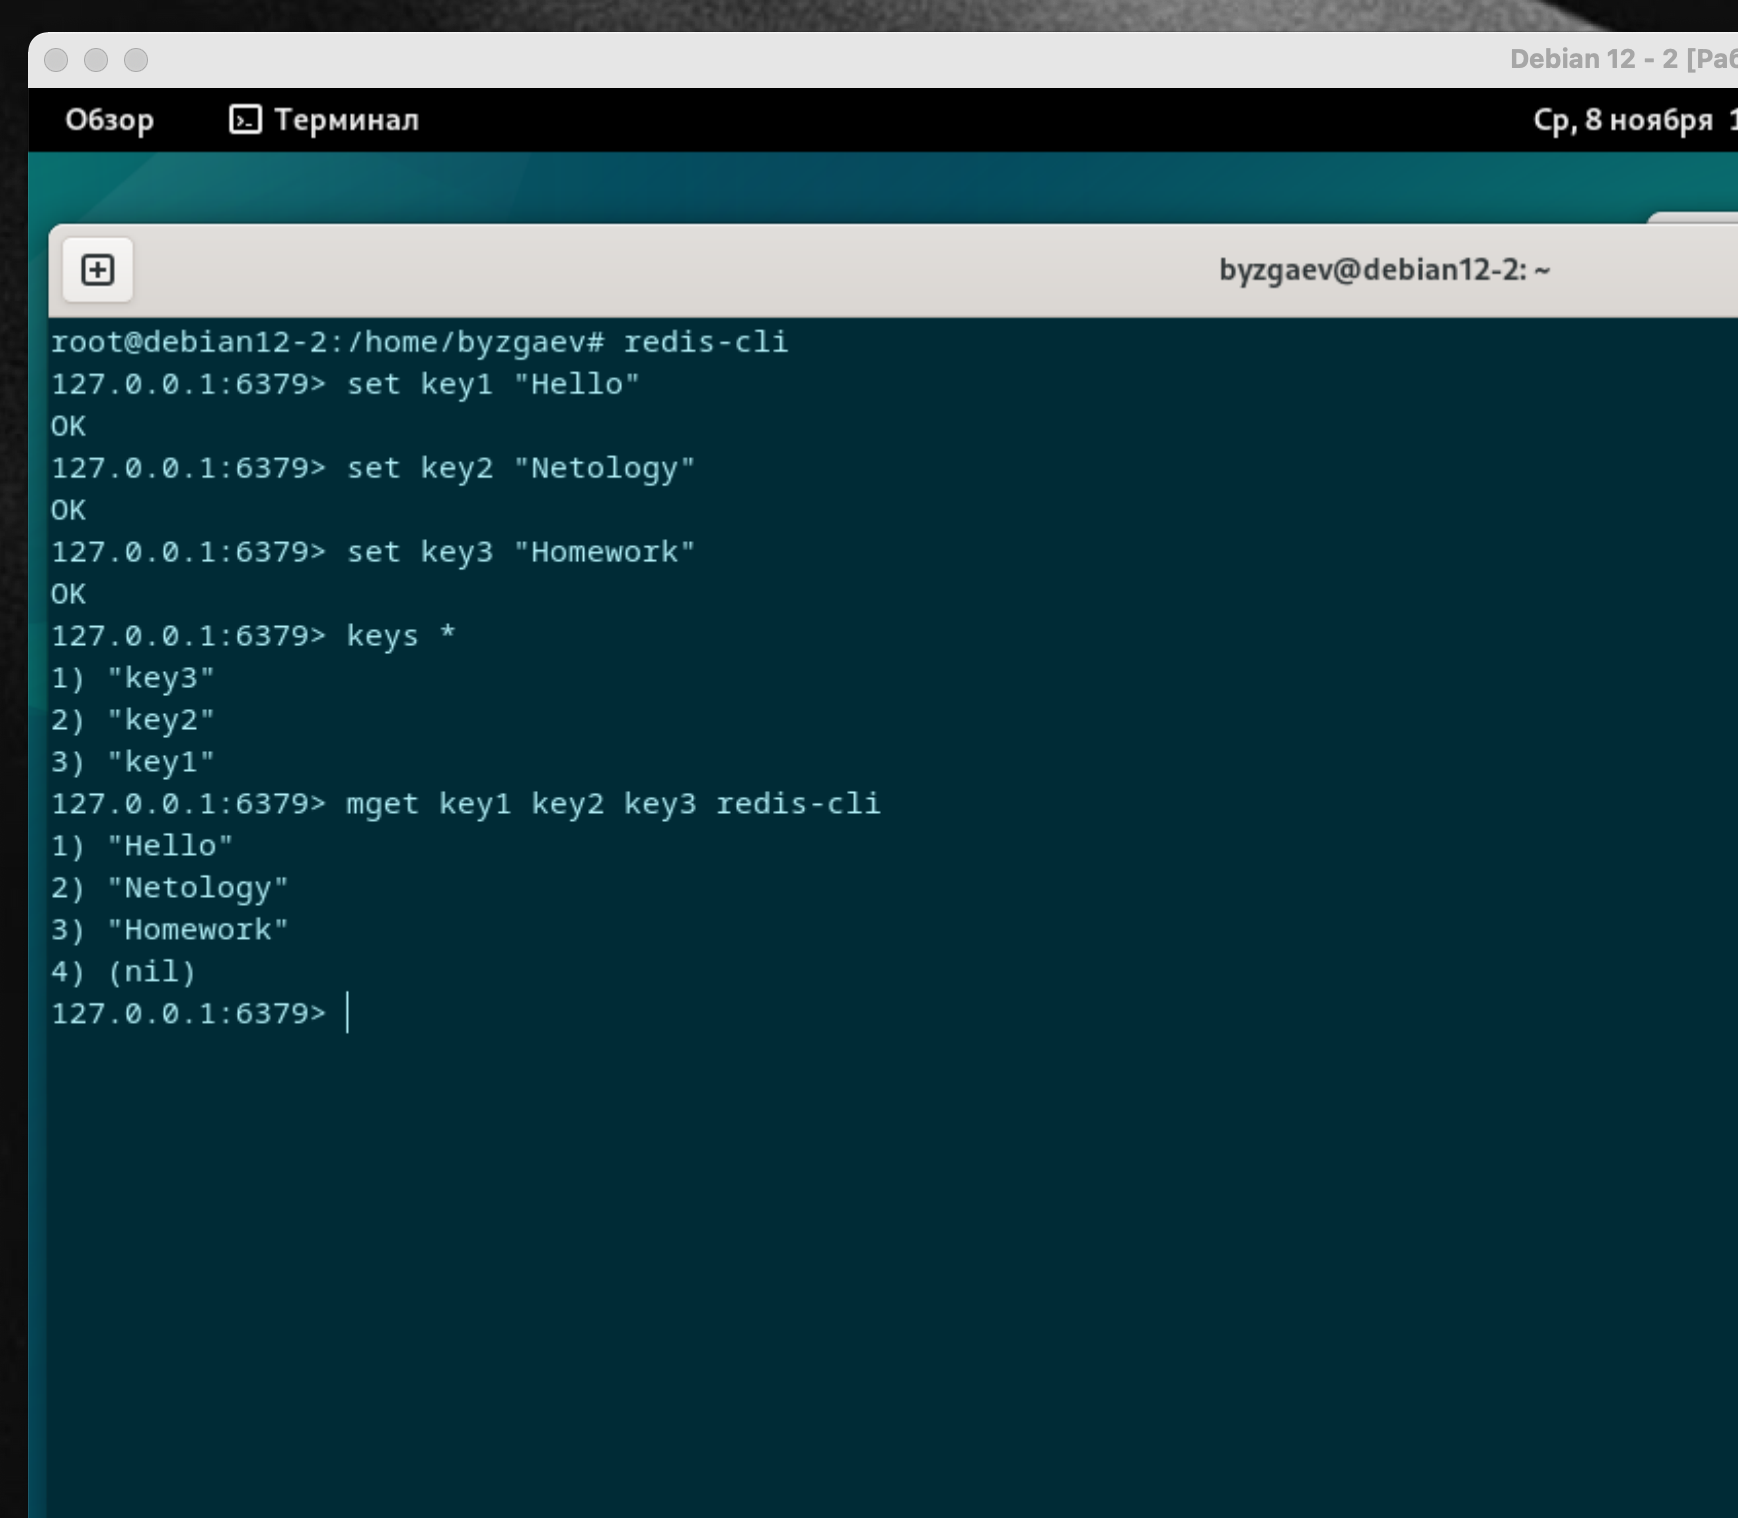 Debian 12 - 2 [Раб
Обзор Терминал Ср, 8 ноября 1
byzgaev@debian12-2: ~
root@debian12-2:/home/byzgaev# redis-cli
127.0.0.1:6379> set key1 "Hello"
OK
127.0.0.1:6379> set key2 "Netology"
OK
127.0.0.1:6379> set key3 "Homework"
OK
127.0.0.1:6379> keys *
1) "key3"
2) "key2"
3) "key1"
127.0.0.1:6379> mget key1 key2 key3 redis-cli
1) "Hello"
2) "Netology"
3) "Homework"
4) (nil)
127.0.0.1:6379>